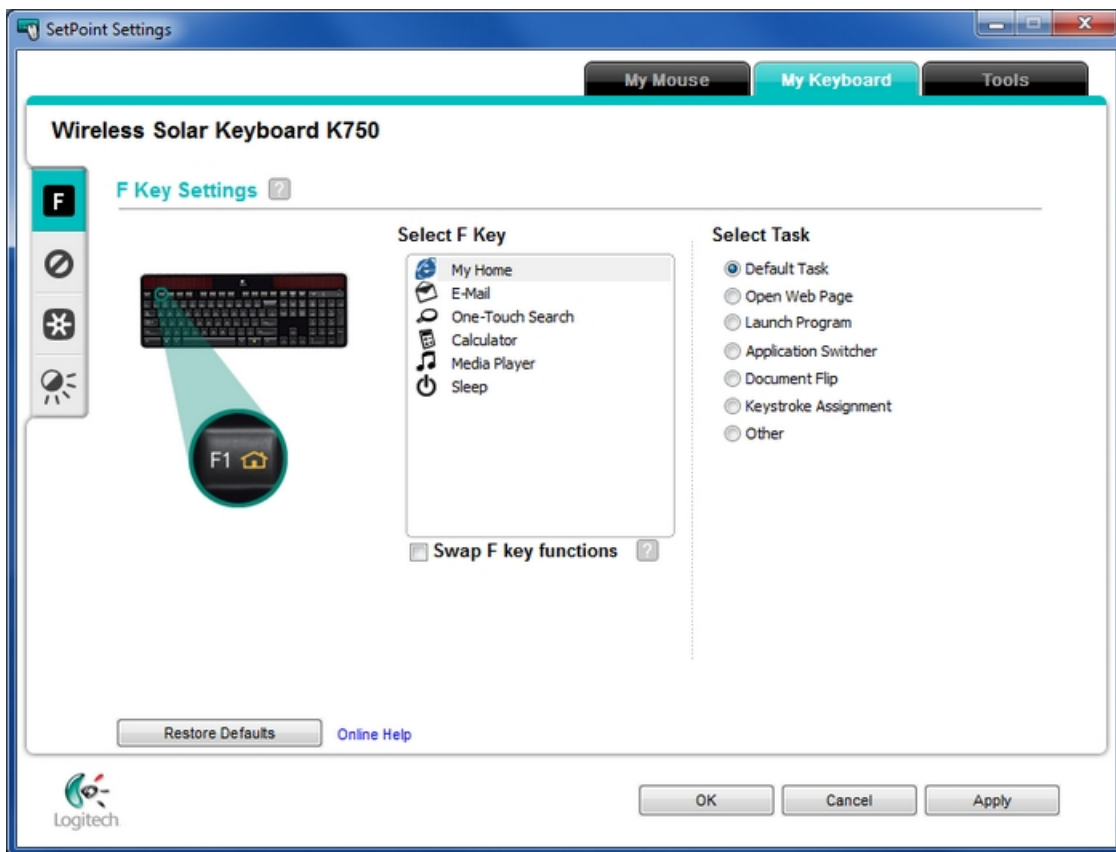 SetPoint Settings
My Mouse
My Keyboard
Tools
Wireless Solar Keyboard K750
F
F Key Settings ?
Select F Key
My Home
E-Mail
One-Touch Search
Calculator
Media Player
Sleep
Swap F key functions ?
Select Task
Default Task
Open Web Page
Launch Program
Application Switcher
Document Flip
Keystroke Assignment
Other
F1
Restore Defaults
Online Help
Logitech
OK
Cancel
Apply